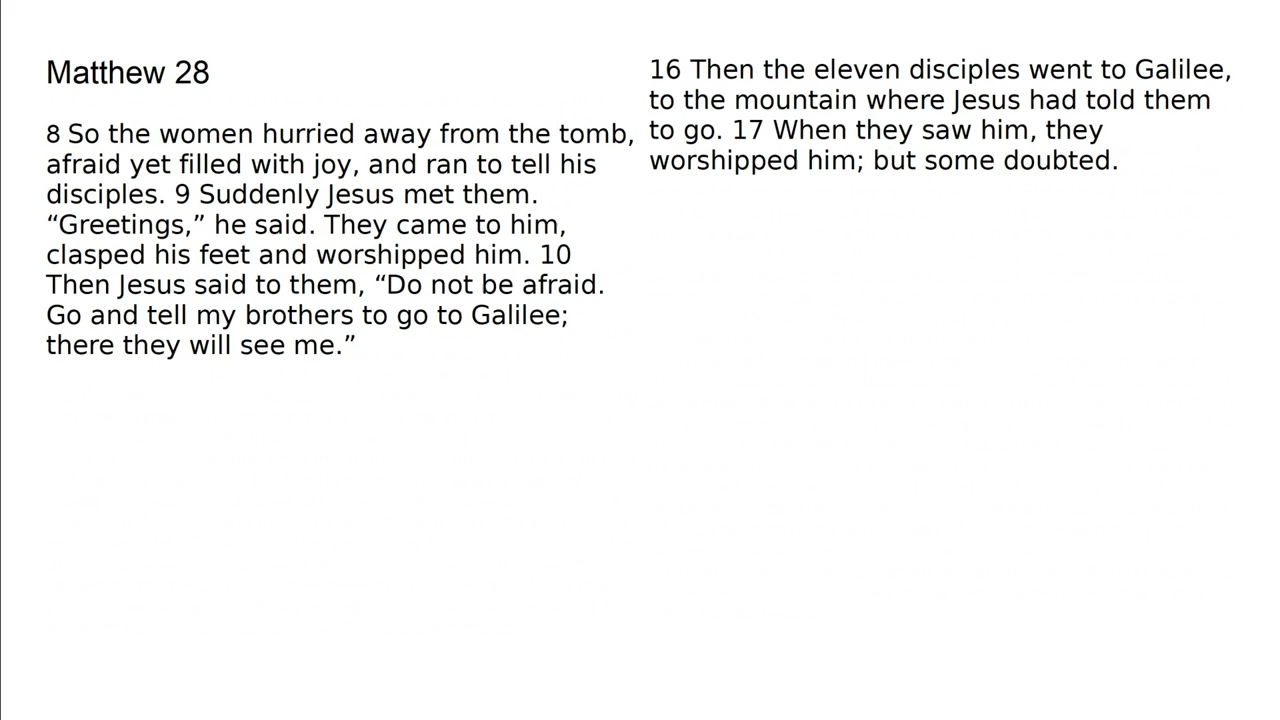 Matthew 28
8 So the women hurried away from the tomb,
afraid yet filled with joy, and ran to tell his
disciples. 9 Suddenly Jesus met them.
“Greetings,” he said. They came to him,
clasped his feet and worshipped him. 10
Then Jesus said to them, “Do not be afraid.
Go and tell my brothers to go to Galilee;
there they will see me.”
16 Then the eleven disciples went to Galilee,
to the mountain where Jesus had told them
to go. 17 When they saw him, they
worshipped him; but some doubted.